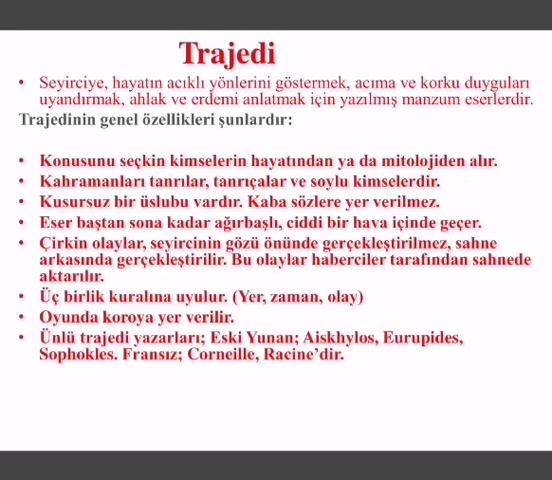 Trajedi
• Seyirciye, hayatın acıklı yönlerini göstermek, acıma ve korku duyguları
uyandırmak, ahlak ve erdemi anlatmak için yazılmış manzum eserlerdir.
Trajedinin genel özellikleri şunlardır:
• Konusunu seçkin kimselerin hayatından ya da mitolojiden alır.
• Kahramanları tanrılar, tanrıçalar ve soylu kimselerdir.
• Kusursuz bir üslubu vardır. Kaba sözlere yer verilmez.
• Eser baştan sona kadar ağırbaşlı, ciddi bir hava içinde geçer.
• Çirkin olaylar, seyircinin gözü önünde gerçekleştirilmez, sahne
arkasında gerçekleştirilir. Bu olaylar haberciler tarafından sahnede
aktarılır.
• Üç birlik kuralına uyulur. (Yer, zaman, olay)
• Oyunda koroya yer verilir.
• Ünlü trajedi yazarları; Eski Yunan; Aiskhylos, Eurupides,
Sophokles. Fransız; Corneille, Racine’dir.